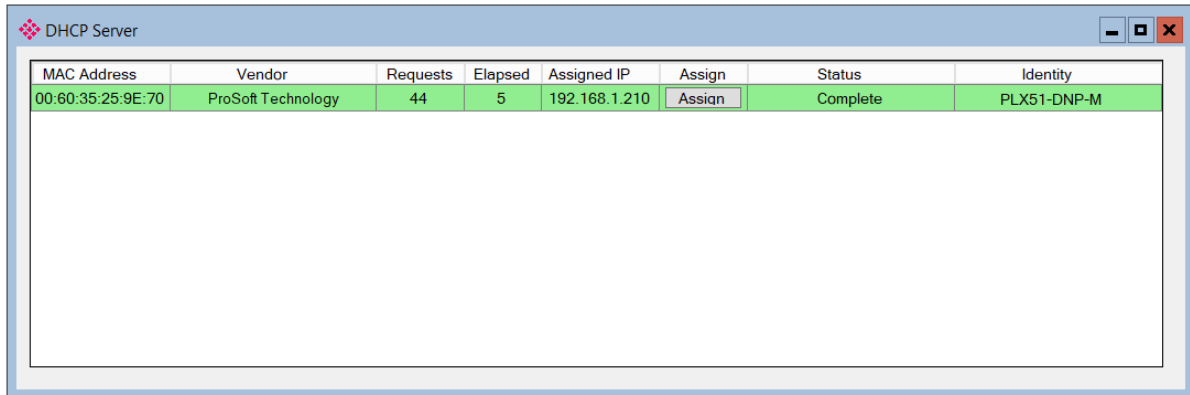 DHCP Server
MAC Address Vendor Requests Elapsed Assigned IP Assign Status Identity
00:60:35:25:9E:70 ProSoft Technology 44 5 192.168.1.210 Assign Complete PLX51-DNP-M